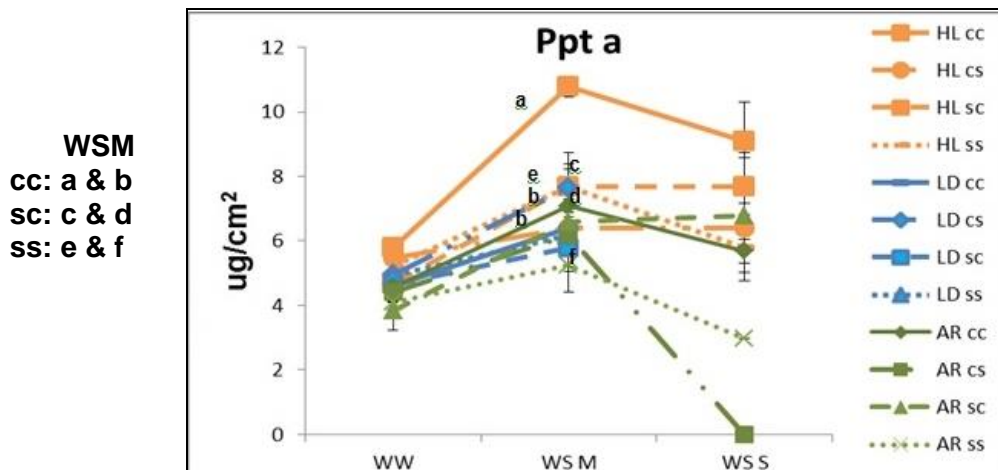 WSM
cc: a & b
sc: c & d
ss: e & f
Ppt a
ug/cm2
12
10
8
6
4
2
0
a
c
e
b
d
b
f
WW
WS M
WS S
HL cc
HL cs
HL sc
HL ss
LD cc
LD cs
LD sc
LD ss
AR cc
AR cs
AR sc
AR ss